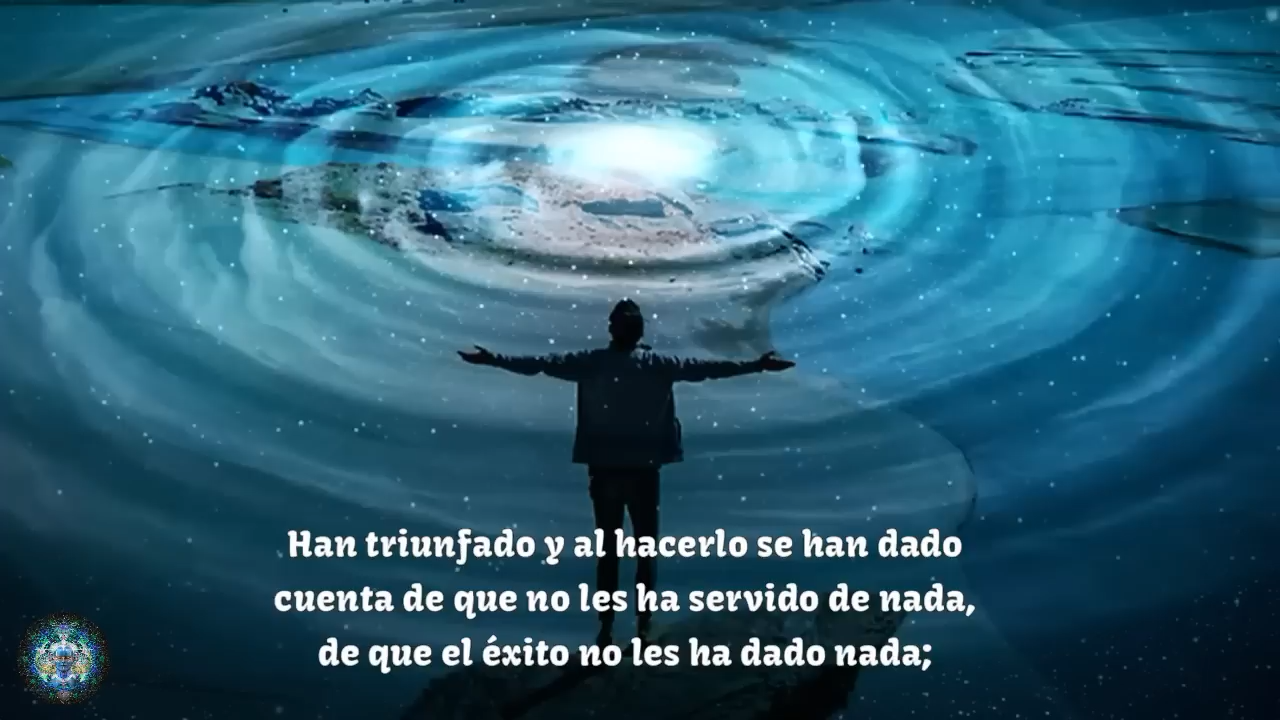 Han triunfado y al hacerlo se han dado
cuenta de que no les ha servido de nada,
de que el éxito no les ha dado nada;